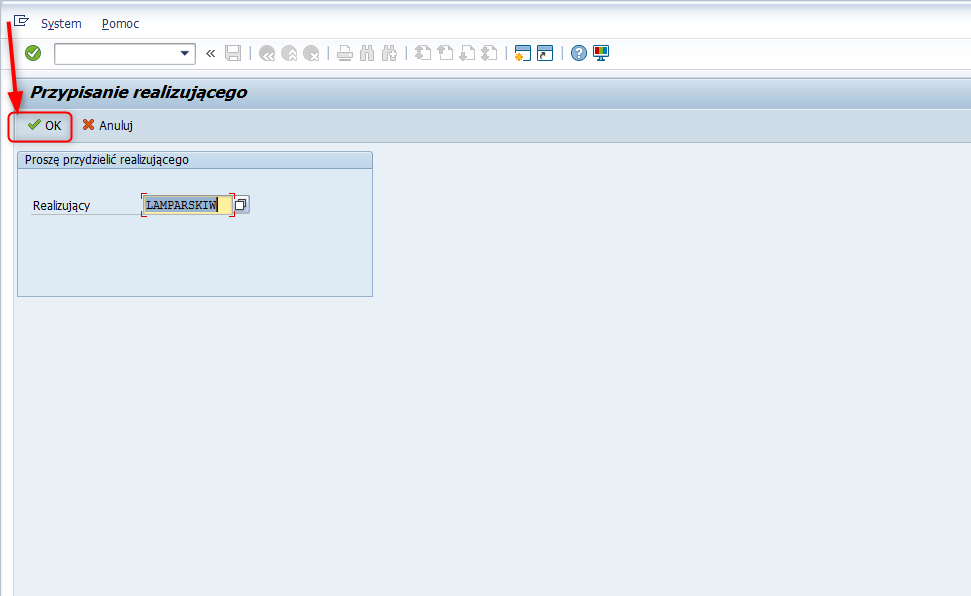 System Pomoc
Przypisanie realizującego
OK Anuluj
Proszę przydzielić realizującego
Realizujący LAMPARSKIW